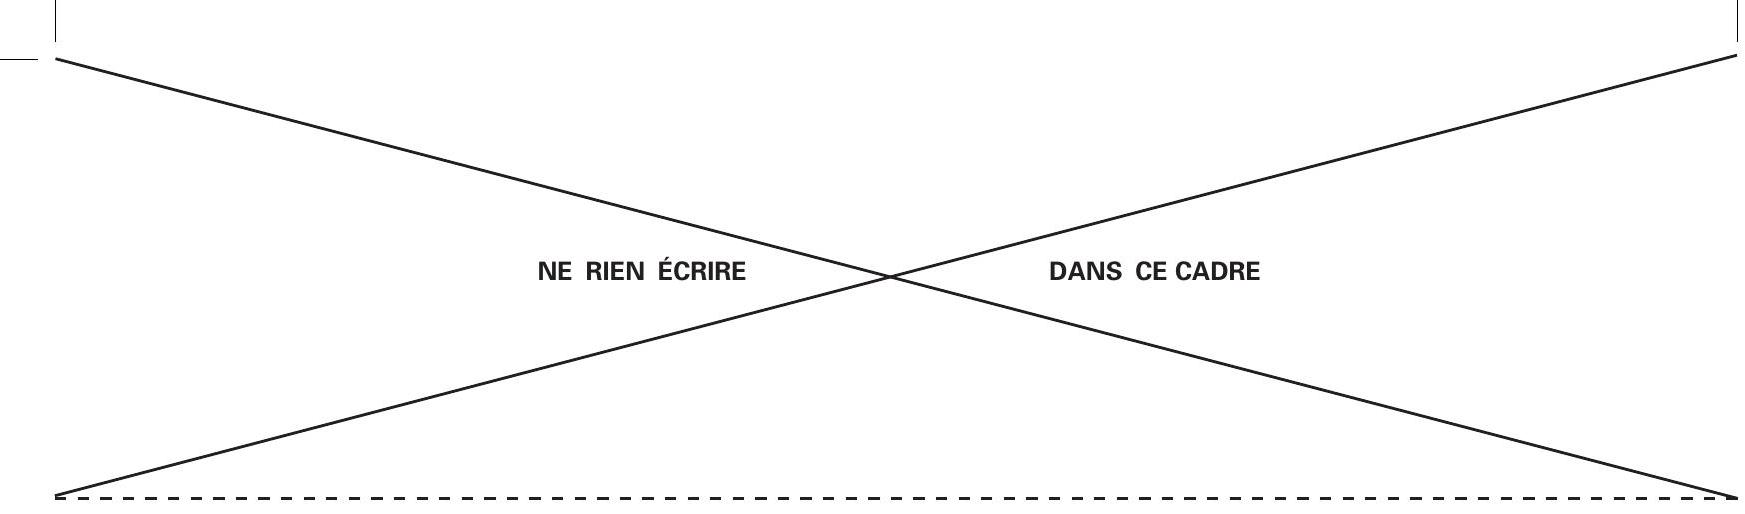 NE RIEN ÉCRIRE DANS CE CADRE